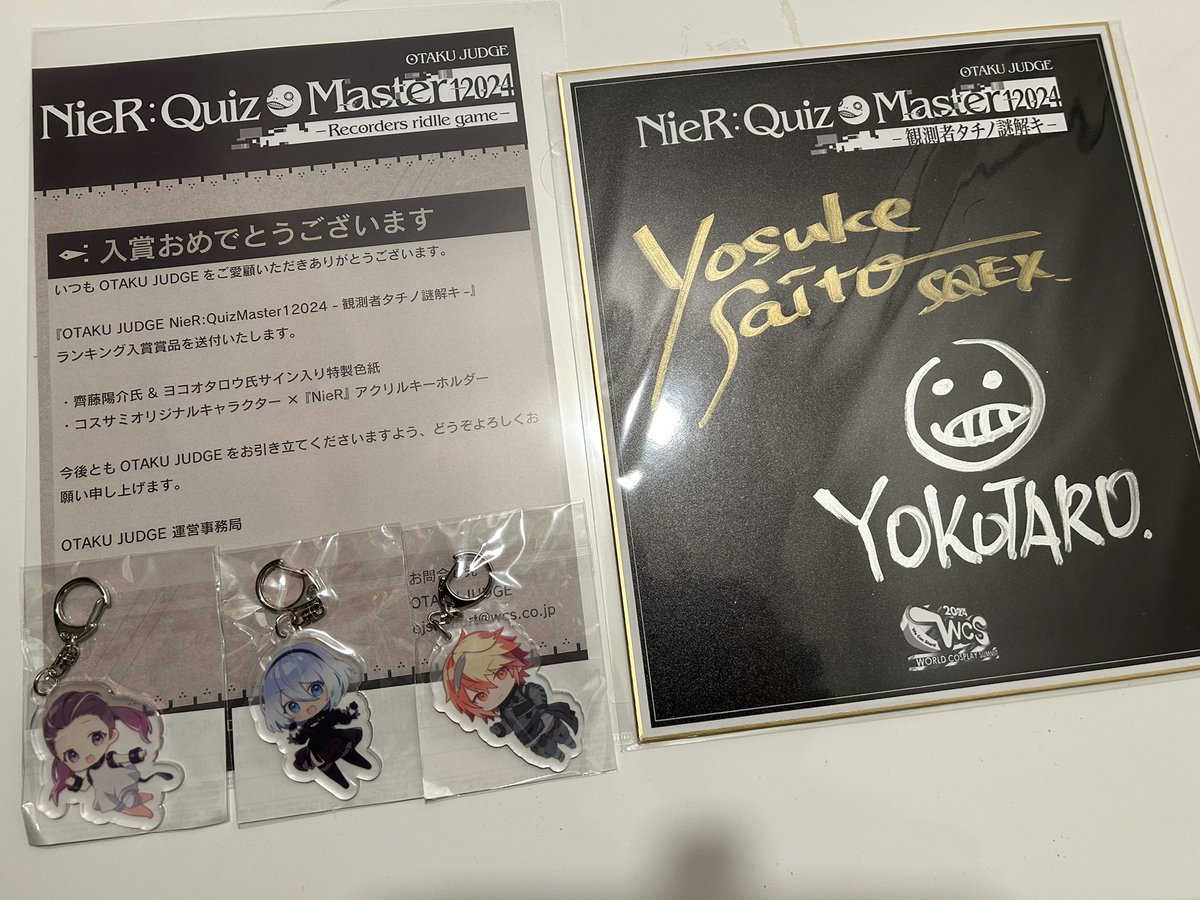 OTAKU JUDGE
NieR:Quiz Master 12024
-Recorders ridlle game-
入賞おめでとうございます
いつも OTAKU JUDGE をご愛顧いただきありがとうございます。
『OTAKU JUDGE NieR:QuizMaster12024 - 観測者タチノ謎解キ -』
ランキング入賞賞品を送付いたします。
・齊藤陽介氏 & ヨコオタロウ氏サイン入り特製色紙
・コスサミオリジナルキャラクター ×『NieR』アクリルキーホルダー
今後とも OTAKU JUDGE をお引き立てくださいますよう、どうぞよろしくお
願い申し上げます。
OTAKU JUDGE 運営事務局
お問合
OTA JUDGE
@wcs.co.jp
OTAKU JUDGE
NieR:Quiz Master 12024
-観測者タチノ謎解キ-
Yosuke
Saito SQEX
YOKOTARO.
2024
WCS
WORLD COSPLAY SUMMIT